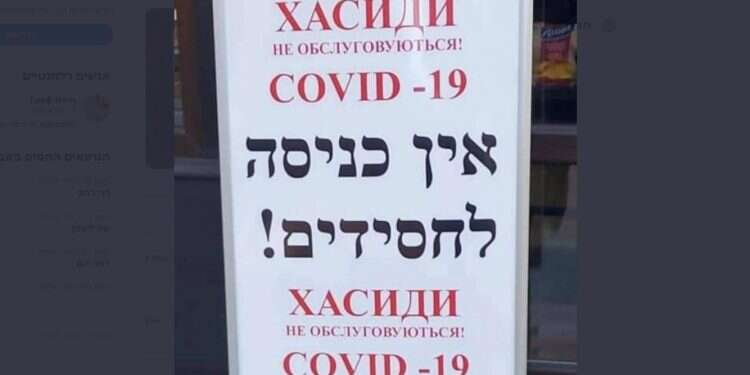 ХАСИДИ
НЕ ОБСЛУГОВУЮТЬСЯ!
COVID -19
אין כניסה
לחסידים!
ХАСИДИ
НЕ ОБСЛУГОВУЮТЬСЯ!
COVID -19